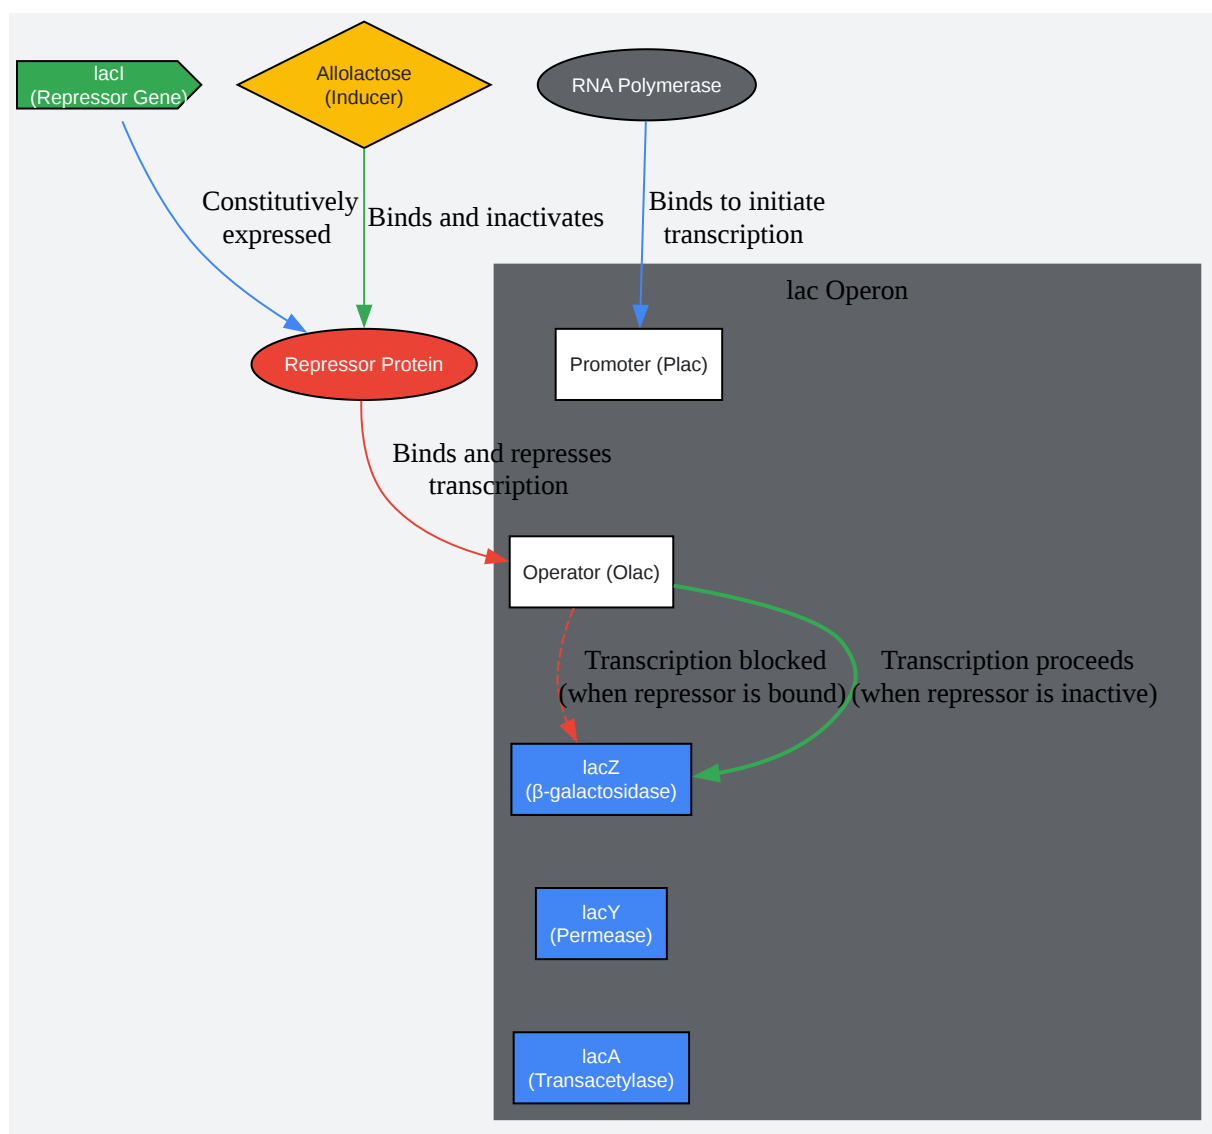 lacI
(Repressor Gene)
Allolactose
(Inducer)
RNA Polymerase
Constitutively
expressed
Binds and inactivates
Binds to initiate
transcription
lac Operon
Repressor Protein
Promoter (Plac)
Binds and represses
transcription
Operator (Olac)
Transcription blocked
(when repressor is bound)
Transcription proceeds
(when repressor is inactive)
lacZ
(β-galactosidase)
lacY
(Permease)
lacA
(Transacetylase)